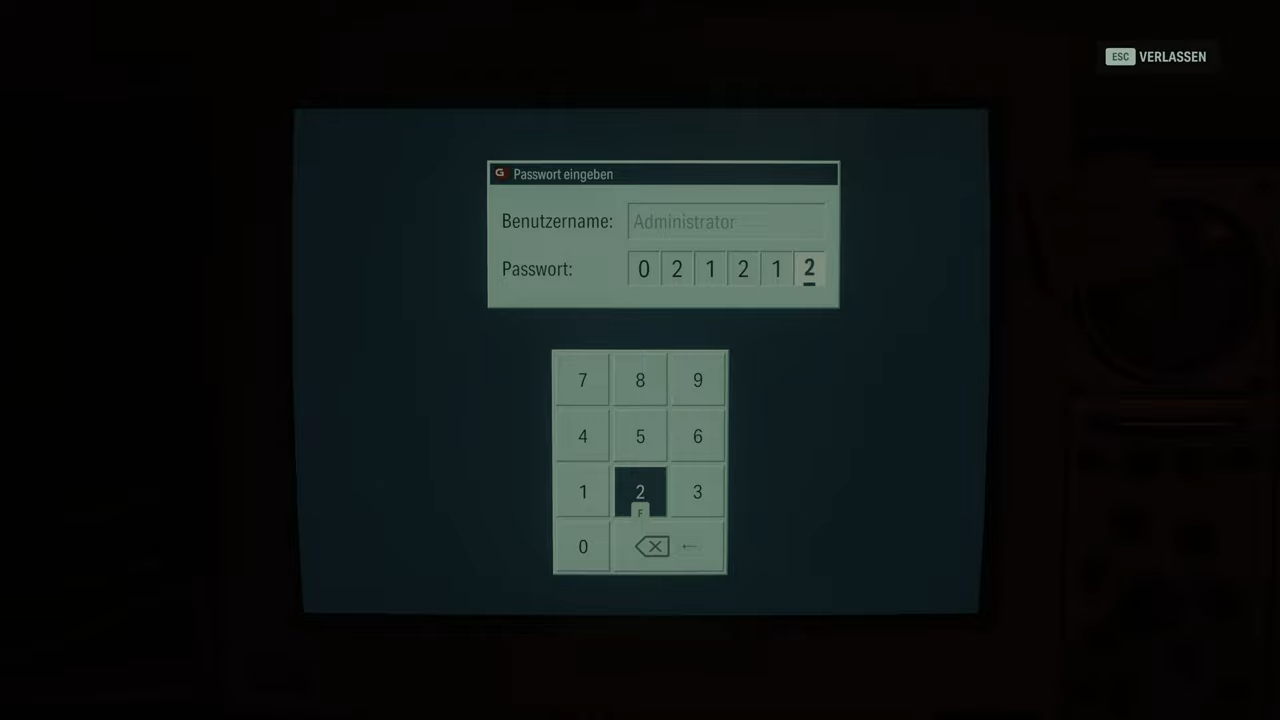 ESC VERLASSEN
G Passwort eingeben
Benutzername: Administrator
Passwort: 0 2 1 2 1 2
7 8 9
4 5 6
1 2 3
F
0 ←